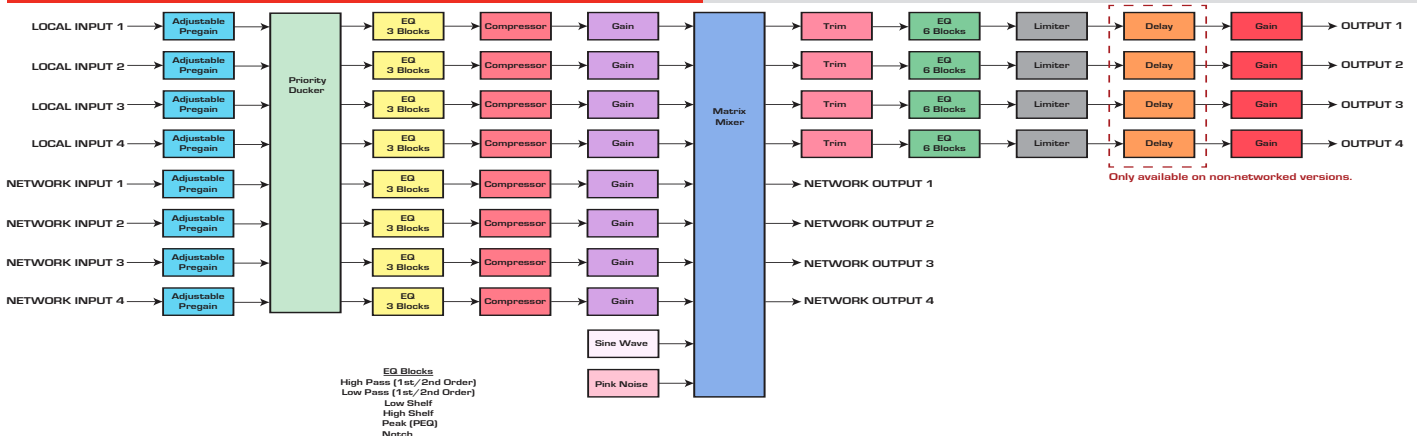 LOCAL INPUT 1
Adjustable
Pregain
EQ
3 Blocks
Compressor
Gain
Trim
EQ
6 Blocks
Limiter
Delay
Gain
OUTPUT 1
LOCAL INPUT 2
Adjustable
Pregain
Priority
Ducker
EQ
3 Blocks
Compressor
Gain
Trim
EQ
6 Blocks
Limiter
Delay
Gain
OUTPUT 2
LOCAL INPUT 3
Adjustable
Pregain
EQ
3 Blocks
Compressor
Gain
Matrix
Mixer
Trim
EQ
6 Blocks
Limiter
Delay
Gain
OUTPUT 3
LOCAL INPUT 4
Adjustable
Pregain
EQ
3 Blocks
Compressor
Gain
Trim
EQ
6 Blocks
Limiter
Delay
Gain
OUTPUT 4
Only available on non-networked versions.
NETWORK INPUT 1
Adjustable
Pregain
EQ
3 Blocks
Compressor
Gain
NETWORK OUTPUT 1
NETWORK INPUT 2
Adjustable
Pregain
EQ
3 Blocks
Compressor
Gain
NETWORK OUTPUT 2
NETWORK INPUT 3
Adjustable
Pregain
EQ
3 Blocks
Compressor
Gain
NETWORK OUTPUT 3
NETWORK INPUT 4
Adjustable
Pregain
EQ
3 Blocks
Compressor
Gain
NETWORK OUTPUT 4
Sine Wave
Pink Noise
EQ Blocks
High Pass (1st/2nd Order)
Low Pass (1st/2nd Order)
Low Shelf
High Shelf
Peak (PEQ)
Notch